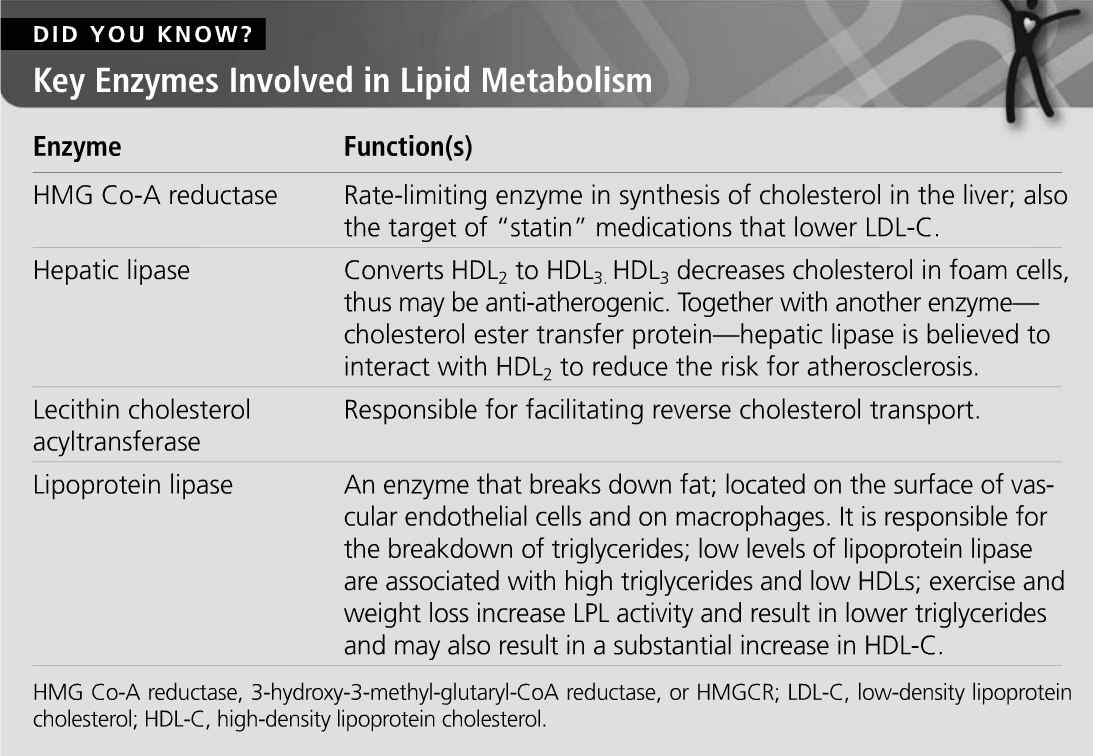 DID YOU KNOW?
Key Enzymes Involved in Lipid Metabolism
Enzyme Function(s)
HMG Co-A reductase Rate-limiting enzyme in synthesis of cholesterol in the liver; also
the target of “statin” medications that lower LDL-C.
Hepatic lipase Converts HDL₂ to HDL₃. HDL₃ decreases cholesterol in foam cells,
thus may be anti-atherogenic. Together with another enzyme—
cholesterol ester transfer protein—hepatic lipase is believed to
interact with HDL₂ to reduce the risk for atherosclerosis.
Lecithin cholesterol Responsible for facilitating reverse cholesterol transport.
acyltransferase
Lipoprotein lipase An enzyme that breaks down fat; located on the surface of vas-
cular endothelial cells and on macrophages. It is responsible for
the breakdown of triglycerides; low levels of lipoprotein lipase
are associated with high triglycerides and low HDLs; exercise and
weight loss increase LPL activity and result in lower triglycerides
and may also result in a substantial increase in HDL-C.
HMG Co-A reductase, 3-hydroxy-3-methyl-glutaryl-CoA reductase, or HMGCR; LDL-C, low-density lipoprotein
cholesterol; HDL-C, high-density lipoprotein cholesterol.